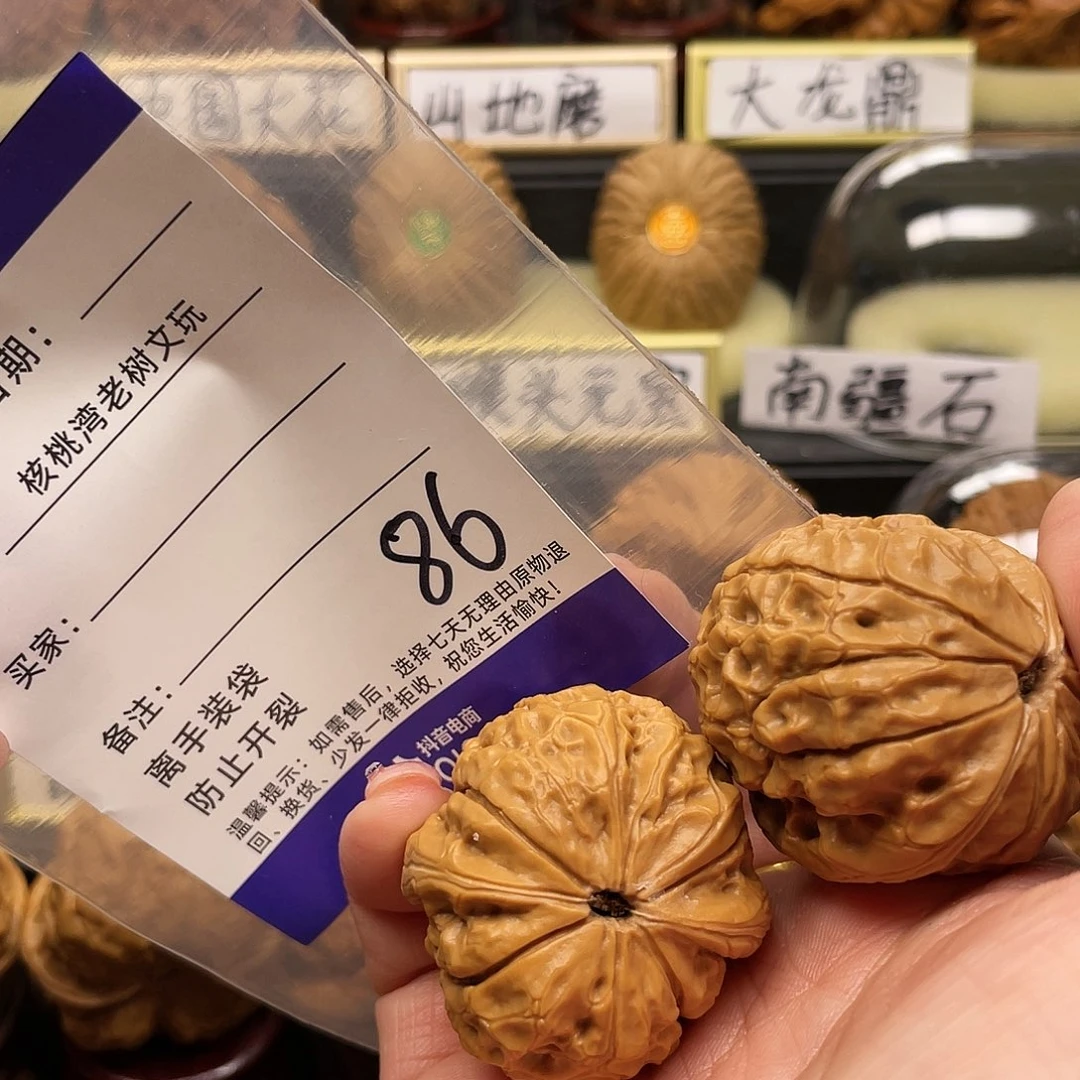 山地磨
大龙鼎
南疆石
期：
核桃湾老树文玩
买家：
备注：
86
离手装袋
防止开裂
温馨提示：如需售后，选择七天无理由原物退
回、换货、少发一律拒收，祝您生活愉快！
抖音电商